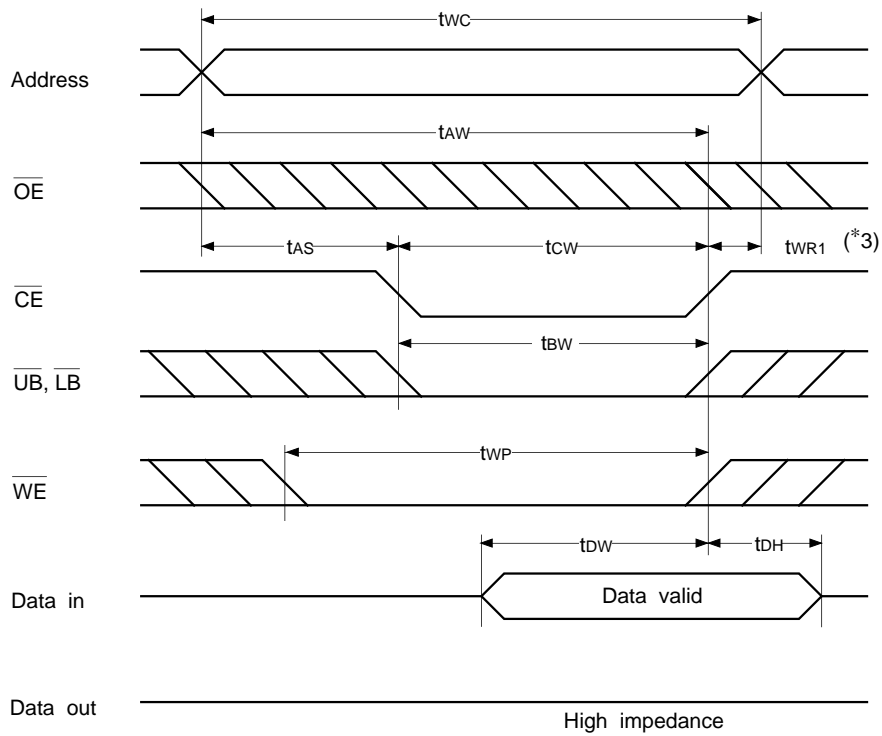 tWC
Address
tAW
OE
tAS tCW tWR1 (*3)
CE
tBW
UB, LB
tWP
WE
tDW tDH
Data in Data valid
Data out
High impedance